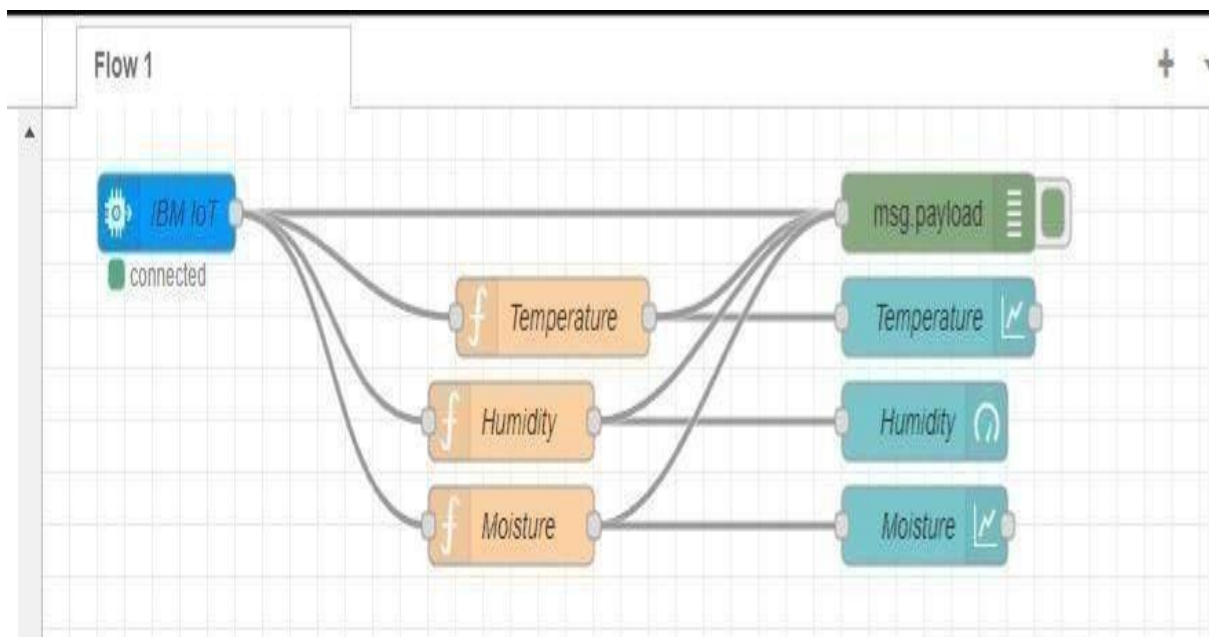 Flow 1
IBM IoT
msg.payload
connected
Temperature
Temperature
Humidity
Humidity
Moisture
Moisture